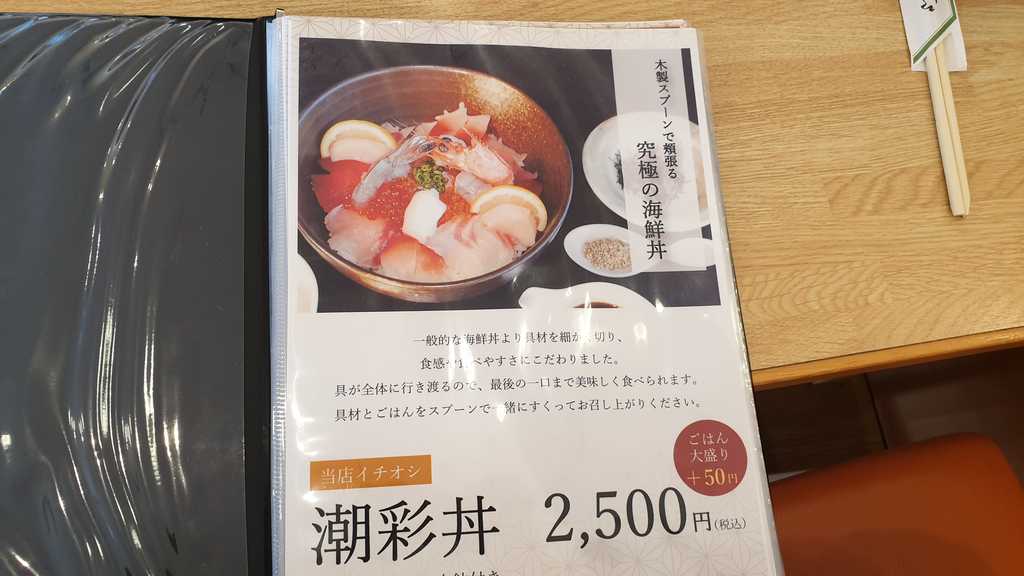 木製スプーンで頬張る
究極の海鮮丼
一般的な海鮮丼より具材を細か 切り、
食感 べやすさにこだわりました。
具が全体に行き渡るので、最後の一口まで美味しく食べられます。
具材とごはんをスプーンで一緒にすくってお召し上がりください。
ごはん
大盛り
+50円
当店イチオシ
潮彩丼 2,500円(税込)